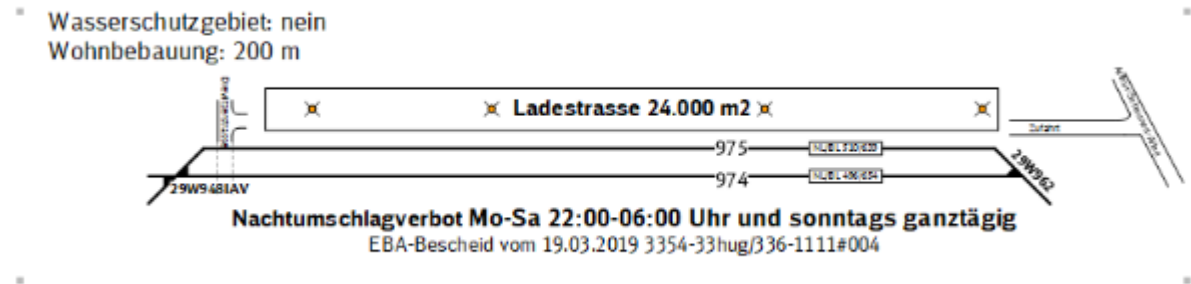 Wasserschutzgebiet: nein
Wohnbebauung: 200 m
Ladestrasse 24.000 m2
Zufahrt
975
974
29W948IAV
29W962
Nachtumschlagverbot Mo-Sa 22:00-06:00 Uhr und sonntags ganztägig
EBA-Bescheid vom 19.03.2019 3354-33hug/336-1111#004